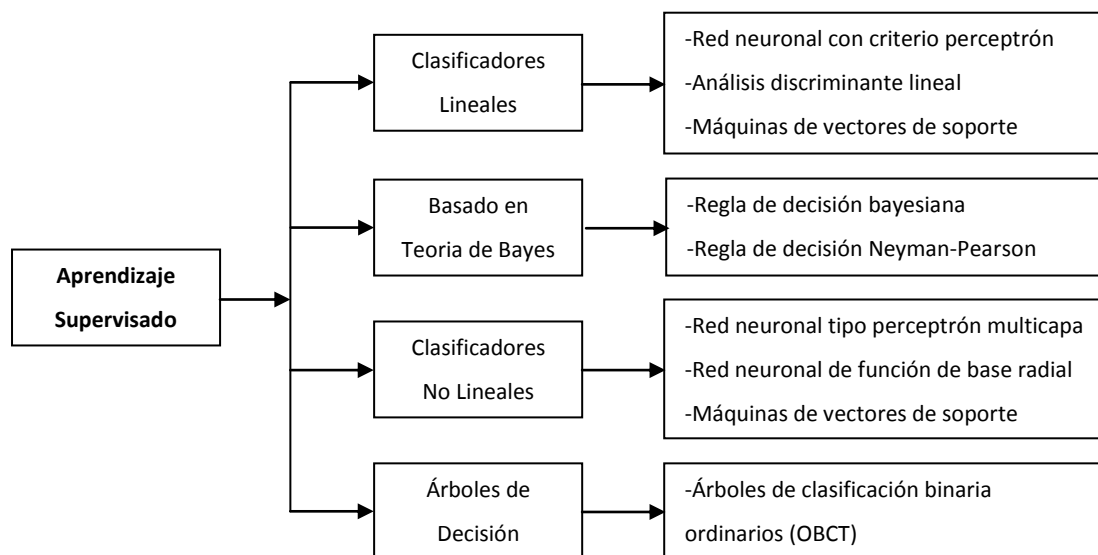 Clasificadores
Lineales
-Red neuronal con criterio perceptrón
-Análisis discriminante lineal
-Máquinas de vectores de soporte
Basado en
Teoria de Bayes
-Regla de decisión bayesiana
-Regla de decisión Neyman-Pearson
Aprendizaje
Supervisado
Clasificadores
No Lineales
-Red neuronal tipo perceptrón multicapa
-Red neuronal de función de base radial
-Máquinas de vectores de soporte
Árboles de
Decisión
-Árboles de clasificación binaria
ordinarios (OBCT)